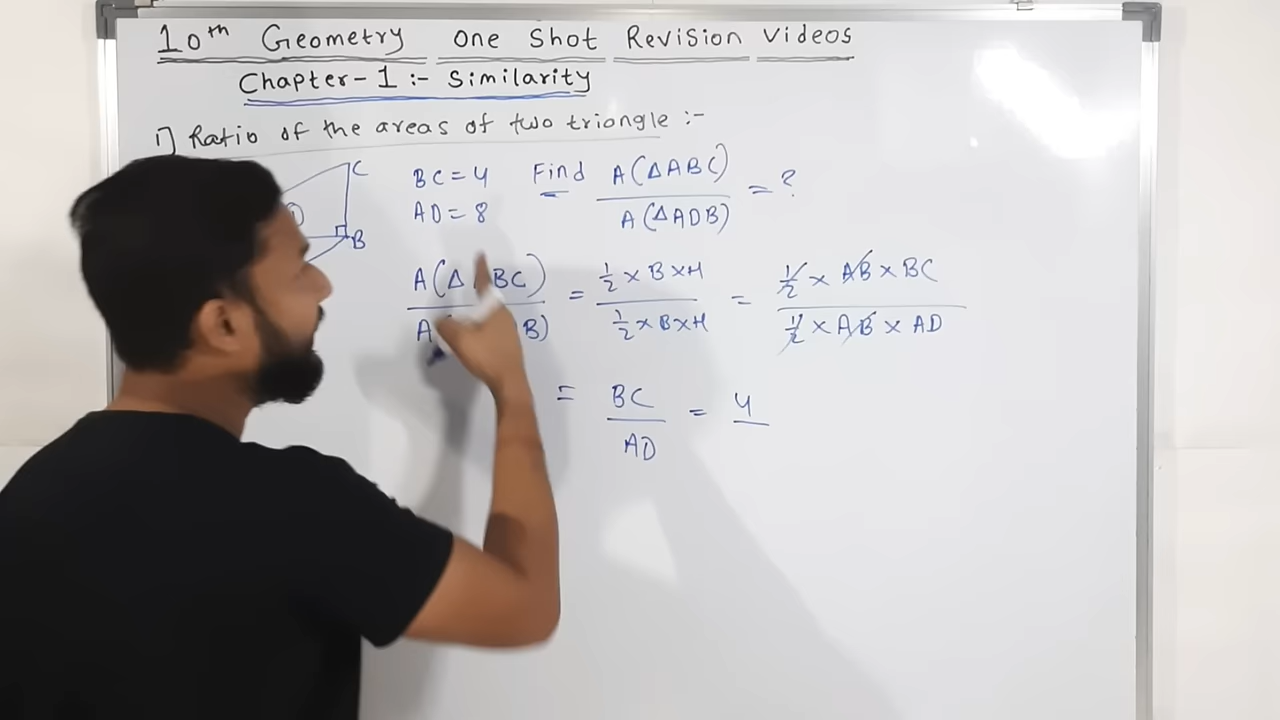 10th Geometry One Shot Revision Videos
Chapter-1 :- Similarity
1) Ratio of the areas of two triangle :-
C
B
BC = 4 Find A(ΔABC) / A(ΔADB) = ?
AD = 8
A(Δ BC) / A( B) = 1/2 × B × H / 1/2 × B × H = 1/2 × AB × BC / 1/2 × AB × AD
= BC / AD = 4